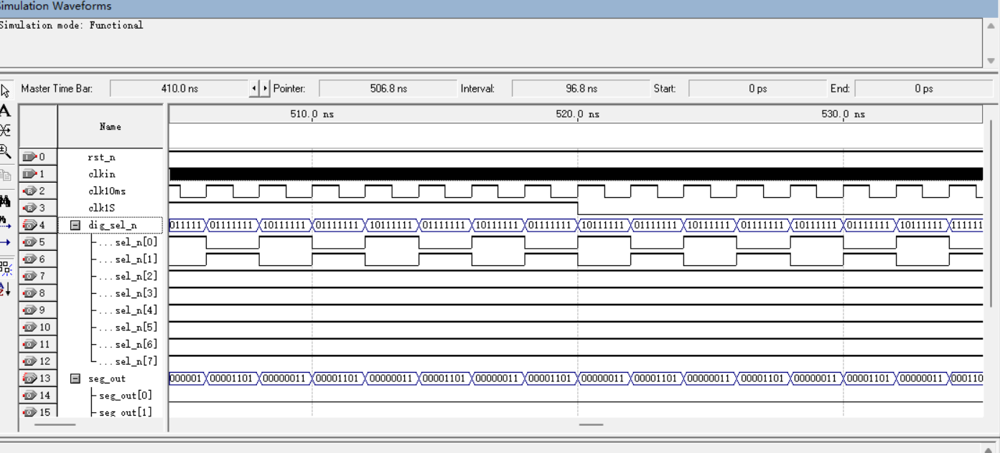 Simulation Waveforms
Simulation mode: Functional
Master Time Bar: 410.0 ns Pointer: 506.8 ns Interval: 96.8 ns Start: 0 ps End: 0 ps
Name 510.0 ns 520.0 ns 530.0 ns
0 rst_n
1 clkin
2 clk10ms
3 clk1S
4 dig_sel_n 011111 01111111 10111111 01111111 10111111 01111111 10111111 01111111 10111111 01111111 10111111 01111111 10111111 01111111 10111111 111111
5 ...sel_n[0]
6 ...sel_n[1]
7 ...sel_n[2]
8 ...sel_n[3]
9 ...sel_n[4]
10 ...sel_n[5]
11 ...sel_n[6]
12 ...sel_n[7]
13 seg_out 000001 00001101 00000011 00001101 00000011 00001101 00000011 00001101 00000011 00001101 00000011 00001101 00000011 00001101 00000011 000110
14 seg_out[0]
15 seg_out[1]